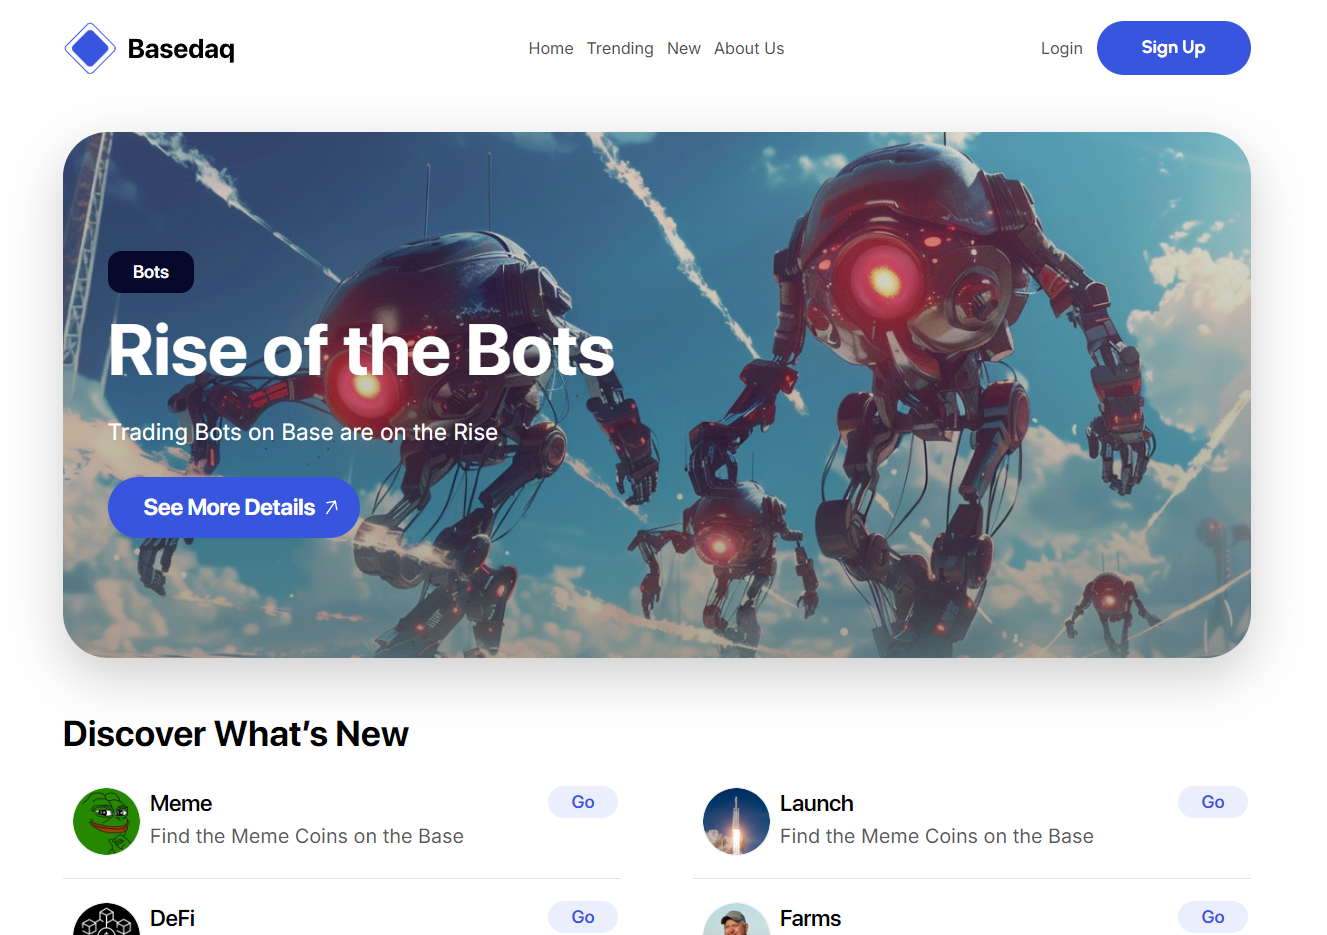 Basedaq
Home Trending New About Us
Login
Sign Up
Bots
Rise of the Bots
Trading Bots on Base are on the Rise
See More Details
Discover What’s New
Meme
Go
Find the Meme Coins on the Base
Launch
Go
Find the Meme Coins on the Base
DeFi
Go
Farms
Go